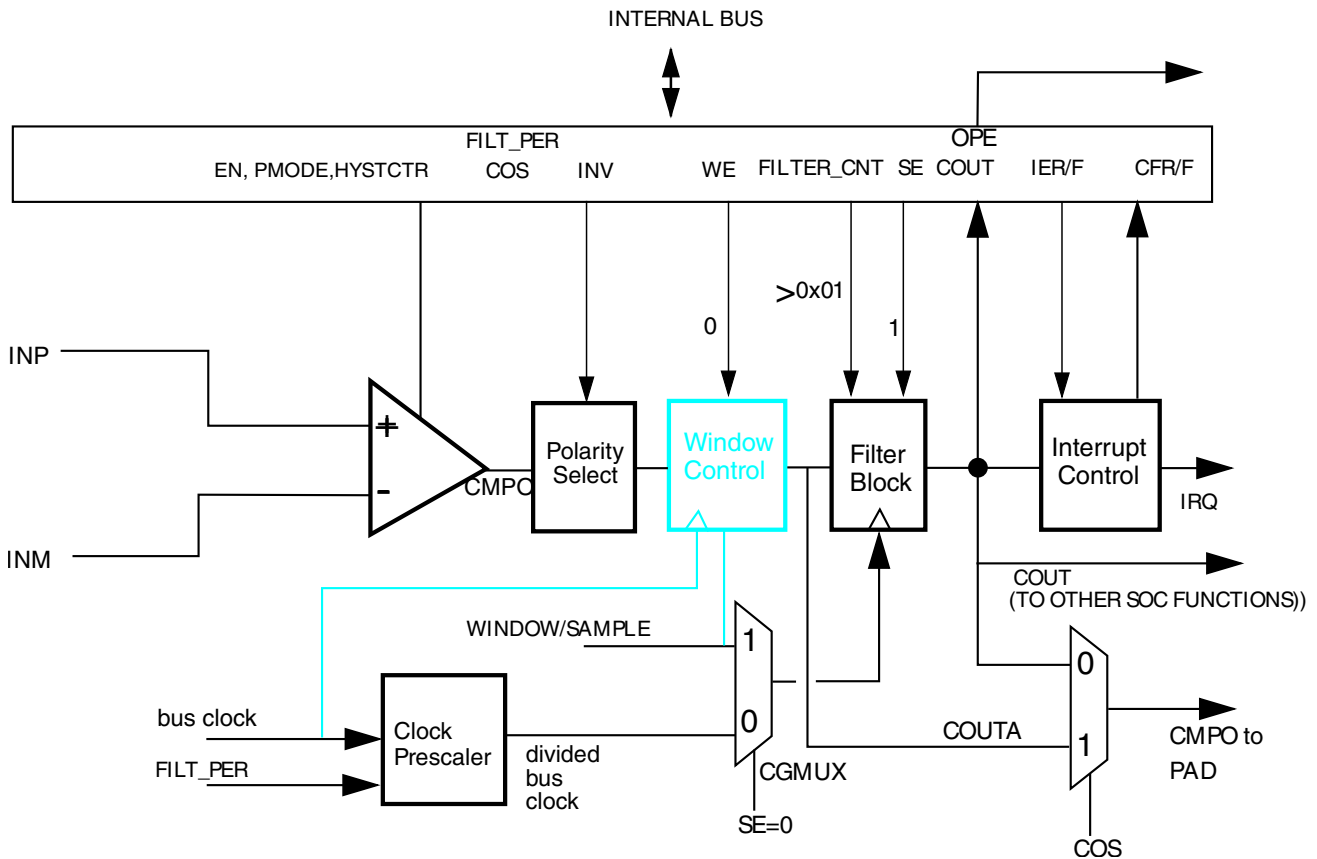 INTERNAL BUS
FILT_PER
OPE
EN, PMODE,HYSTCTR
COS
INV
WE
FILTER_CNT
SE
COUT
IER/F
CFR/F
>0x01
0
1
INP
+
Polarity
Select
Window
Control
Filter
Block
Interrupt
Control
CMPO
-
IRQ
INM
COUT
(TO OTHER SOC FUNCTIONS))
WINDOW/SAMPLE
1
0
bus clock
Clock
Prescaler
0
divided
bus
clock
COUTA
1
CMPO to
PAD
FILT_PER
CGMUX
SE=0
COS